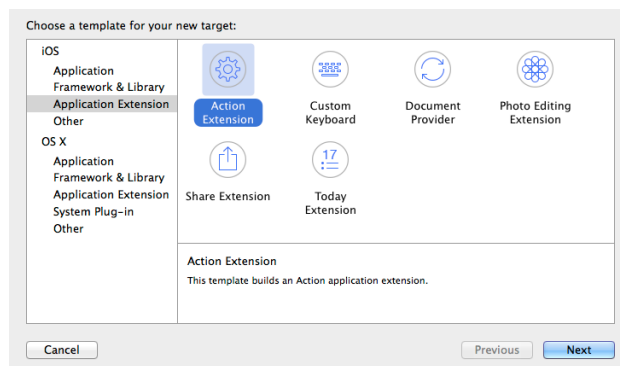 Choose a template for your new target:
iOS
Application
Framework & Library
Application Extension
Other
OS X
Application
Framework & Library
Application Extension
System Plug-in
Other
Action
Extension
Custom
Keyboard
Document
Provider
Photo Editing
Extension
Share Extension
17
Today
Extension
Action Extension
This template builds an Action application extension.
Cancel
Previous
Next